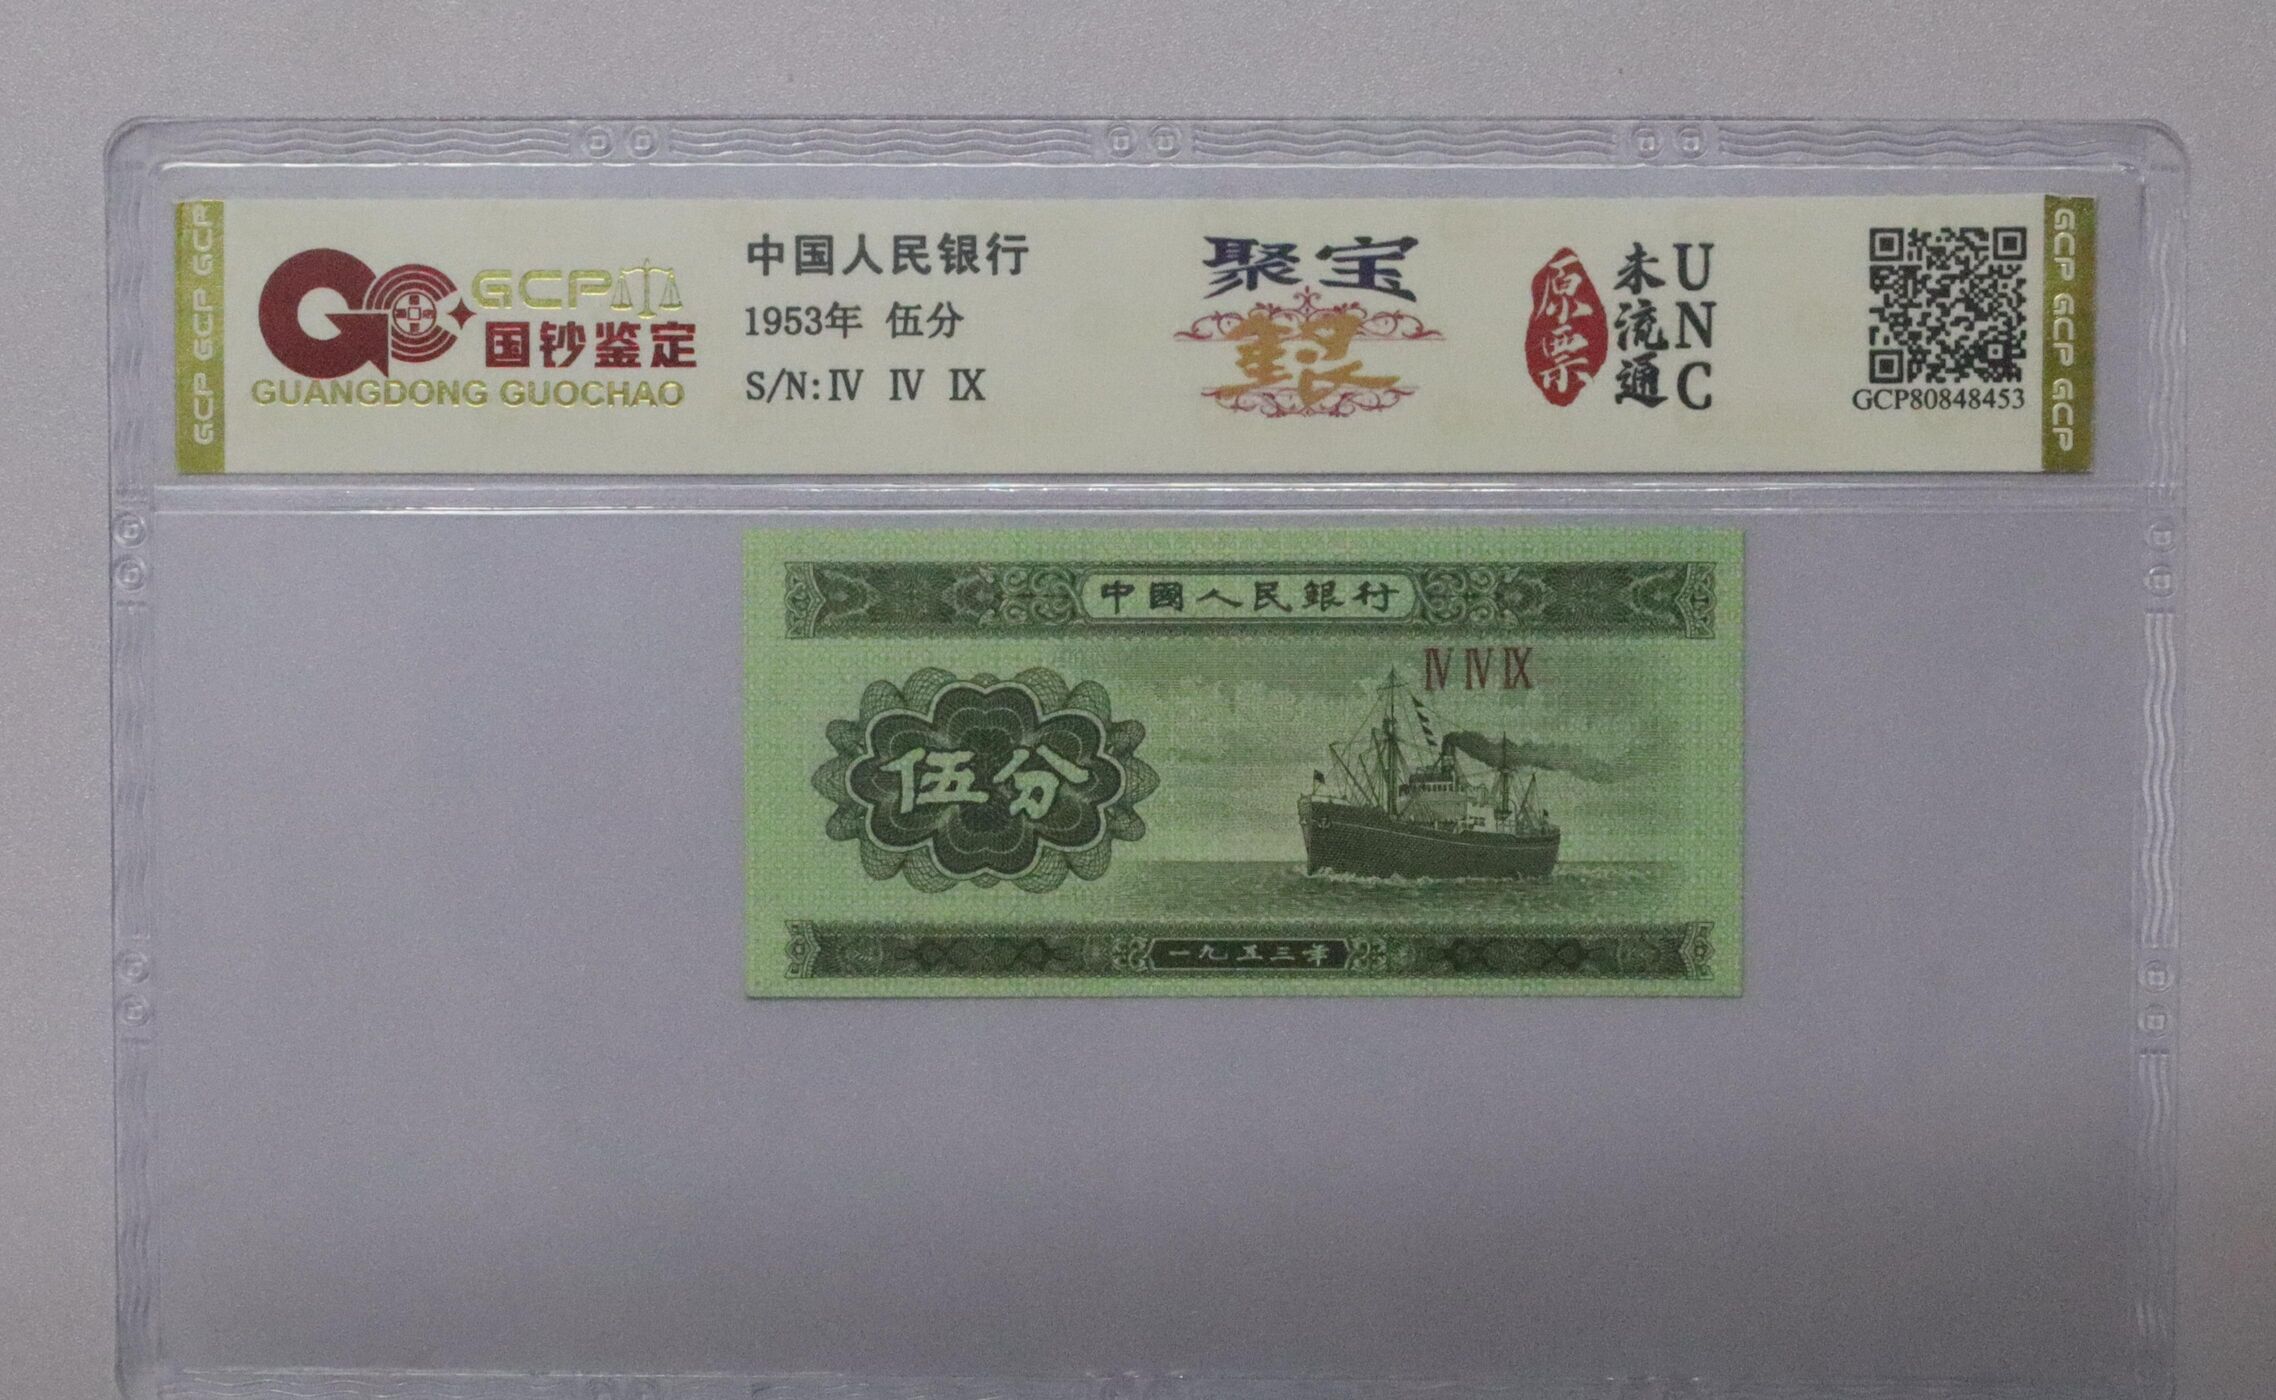 GCP GCP GCP
GCP
国钞鉴定
GUANGDONG GUOCHAO
中国人民银行
1953年 伍分
S/N: Ⅳ Ⅳ Ⅸ
聚宝
原票
未流通
UNC
GCP80848453
GCP GCP GCP
中國人民銀行
Ⅳ Ⅳ Ⅸ
伍分
一九五三年